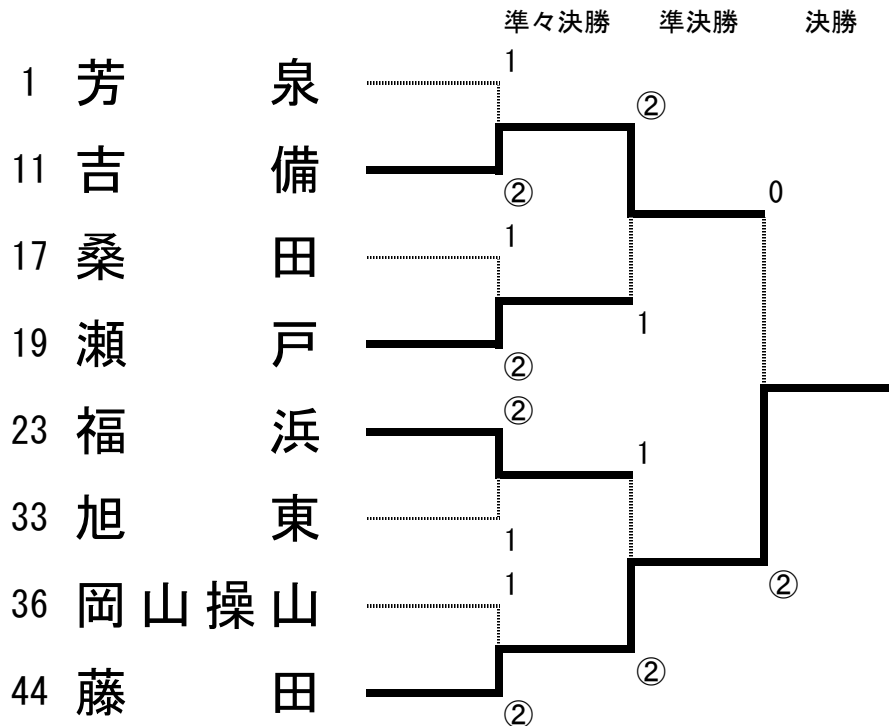 準々決勝 準決勝 決勝
1 芳泉 1
②
11 吉備 ②
0
17 桑田 1
1
19 瀬戸 ②
23 福浜 ②
1
33 旭東 1
36 岡山操山 1
②
②
44 藤田 ②